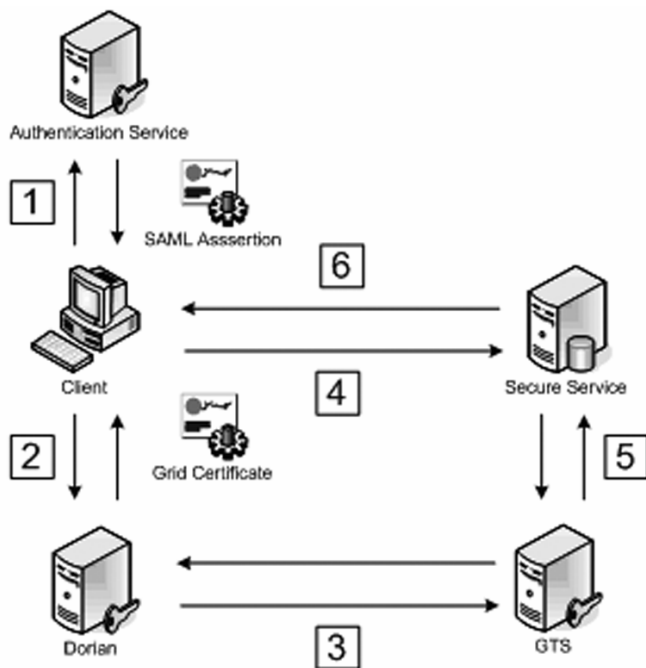 Authentication Service
1
SAML Asssertion
6
Client
Secure Service
4
2
Grid Certificate
5
Dorian
GTS
3